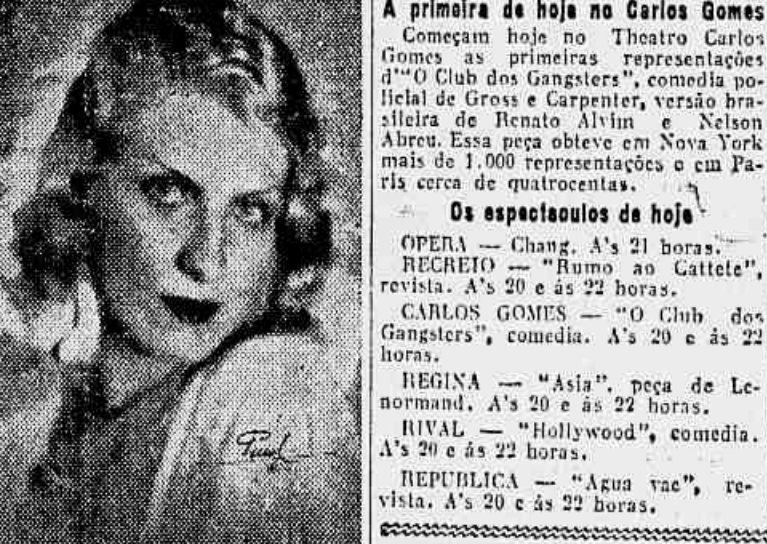 A primeira de hoje no Carlos Gomes
Começam hoje no Theatro Carlos
Gomes as primeiras representações
d'"O Club dos Gangsters", comedia po-
licial de Gross e Carpenter, versão bra-
sileira de Renato Alvim e Nelson
Abreu. Essa peça obteve em Nova York
mais de 1.000 representações e em Pa-
ris cerca de quatrocentas.
Os espectaculos de hoje
OPERA — Chang. A's 21 horas.
RECREIO — "Rumo ao Cattete",
revista. A's 20 e ás 22 horas.
CARLOS GOMES — "O Club dos
Gangsters", comedia. A's 20 e ás 22
horas.
REGINA — "Asia", peça de Le-
normand. A's 20 e ás 22 horas.
RIVAL — "Hollywood", comedia.
A's 20 e ás 22 horas.
REPUBLICA — "Agua vae", re-
vista. A's 20 e ás 22 horas.